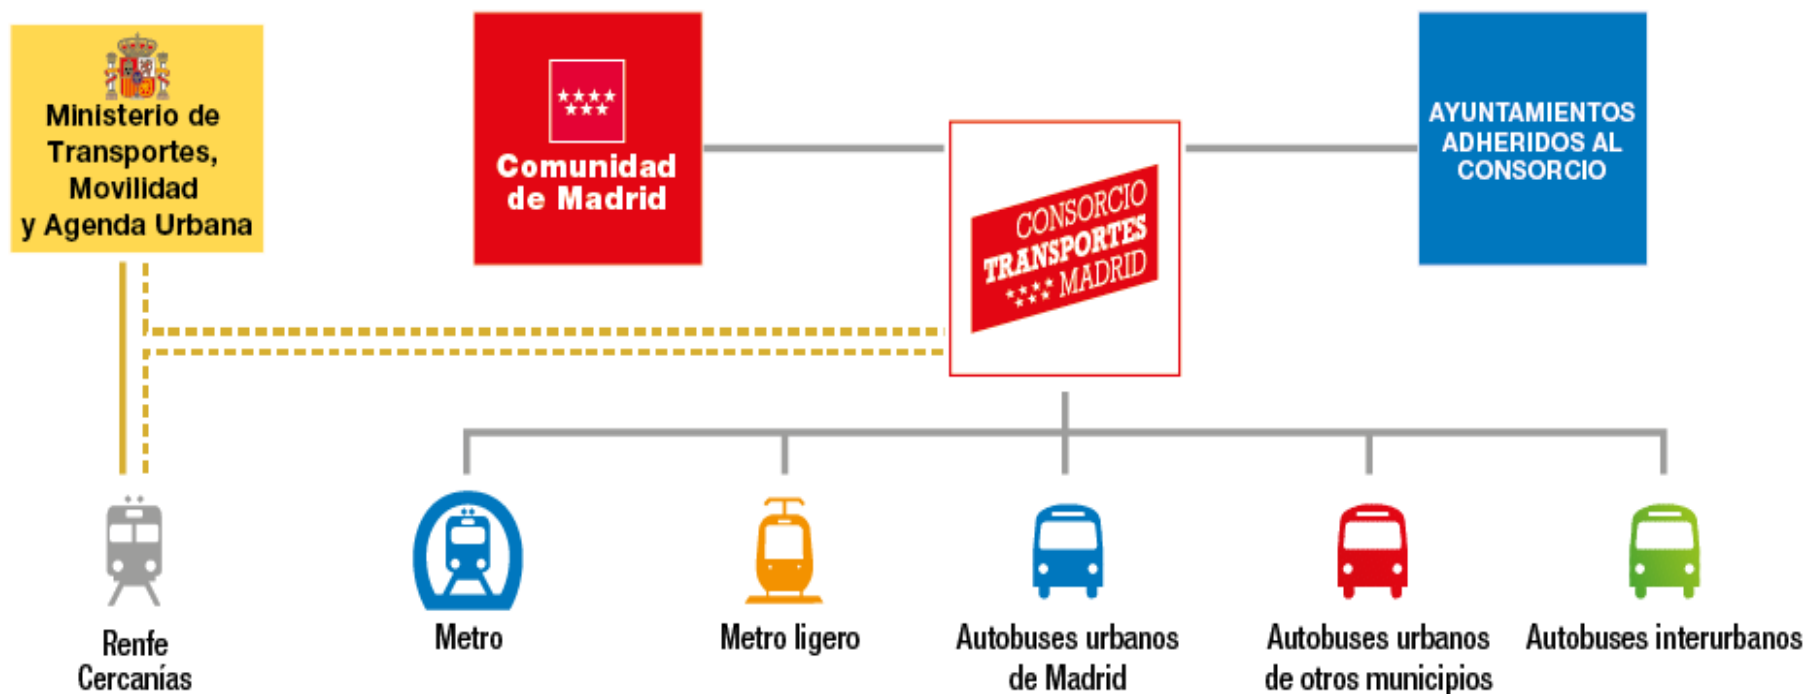 Ministerio de
Transportes,
Movilidad
y Agenda Urbana
Comunidad
de Madrid
CONSORCIO
TRANSPORTES
MADRID
AYUNTAMIENTOS
ADHERIDOS AL
CONSORCIO
Renfe
Cercanías
Metro
Metro ligero
Autobuses urbanos
de Madrid
Autobuses urbanos
de otros municipios
Autobuses interurbanos